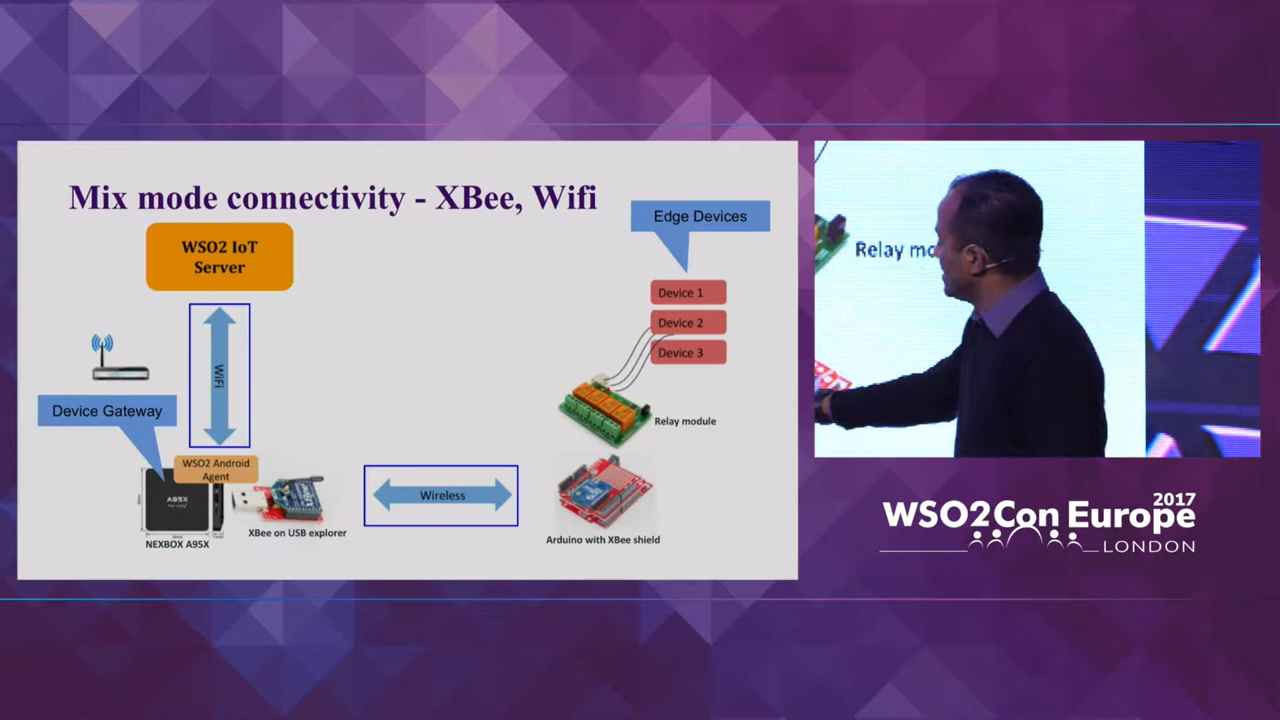 Mix mode connectivity - XBee, Wifi
Edge Devices
WSO2 IoT
Server
Device 1
Device 2
Device 3
WiFi
Device Gateway
Relay module
WSO2 Android
Agent
A95X
Wireless
XBee on USB explorer
NEXBOX A95X
Arduino with XBee shield
Relay mo
WSO2Con Europe
2017
LONDON